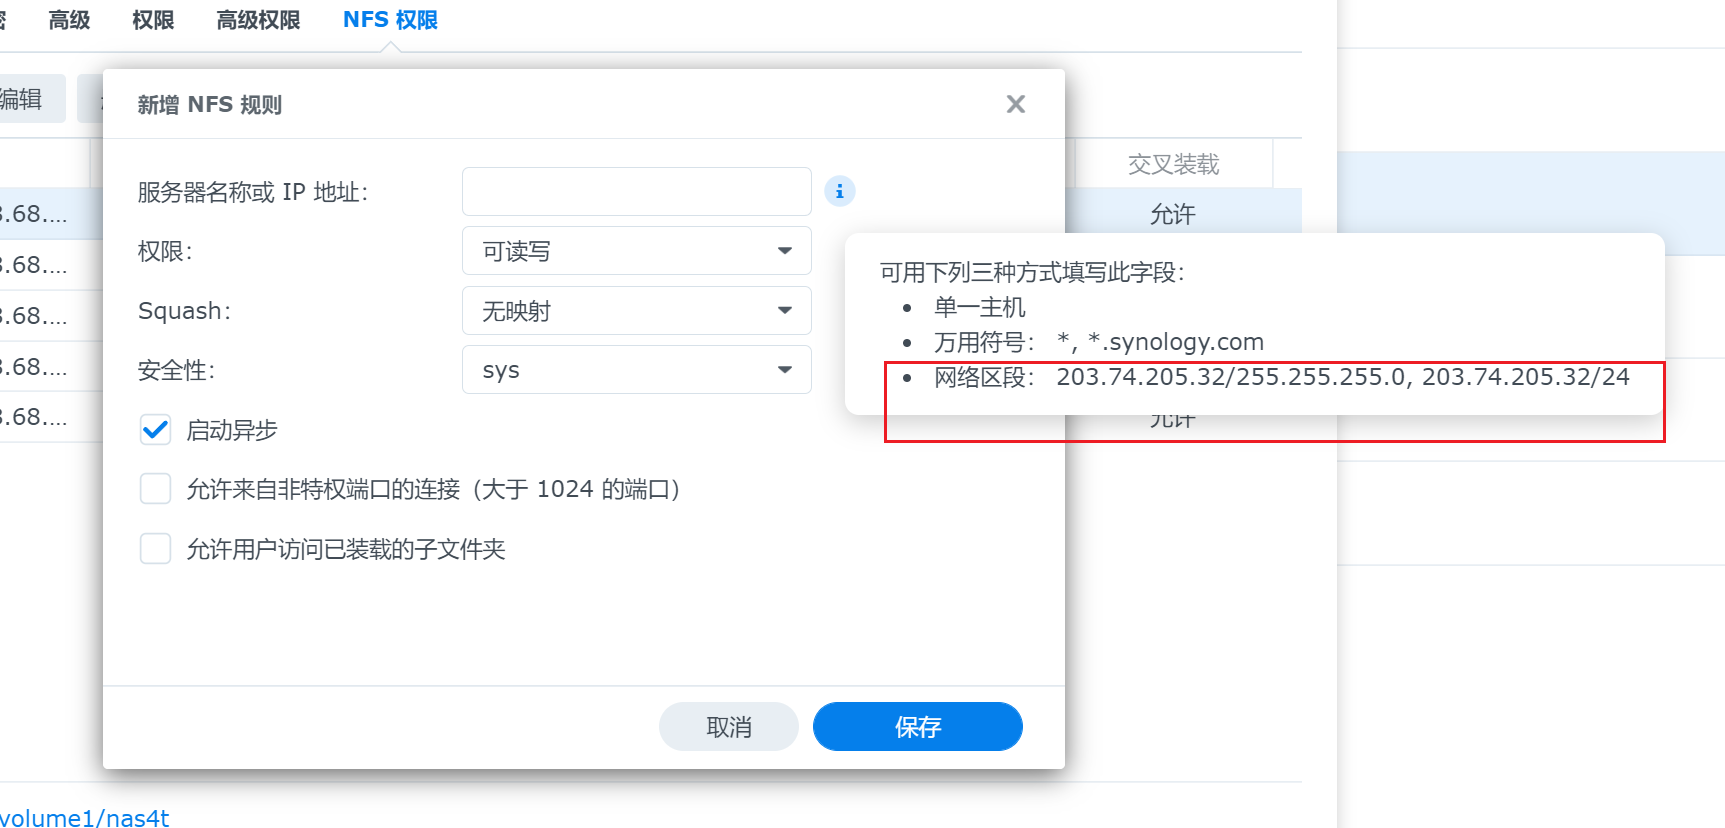 密 高级 权限 高级权限 NFS 权限
编辑
新增 NFS 规则
交叉装载
服务器名称或 IP 地址：
3.68.... 允许
权限： 可读写
3.68....
可用下列三种方式填写此字段：
• 单一主机
Squash： 无映射
3.68....
• 万用符号： *, *.synology.com
安全性： sys
3.68....
• 网络区段： 203.74.205.32/255.255.255.0, 203.74.205.32/24
3.68.... 允许
启动异步
允许来自非特权端口的连接（大于 1024 的端口）
允许用户访问已装载的子文件夹
取消 保存
volume1/nas4t